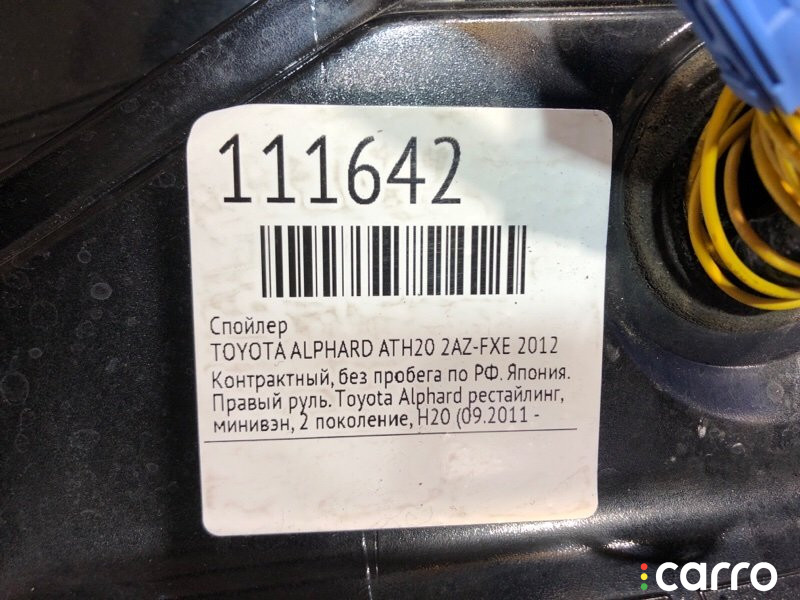 111642
Спойлер
TOYOTA ALPHARD ATH20 2AZ-FXE 2012
Контрактный, без пробега по РФ. Япония.
Правый руль. Toyota Alphard рестайлинг,
минивэн, 2 поколение, H20 (09.2011 -
carro